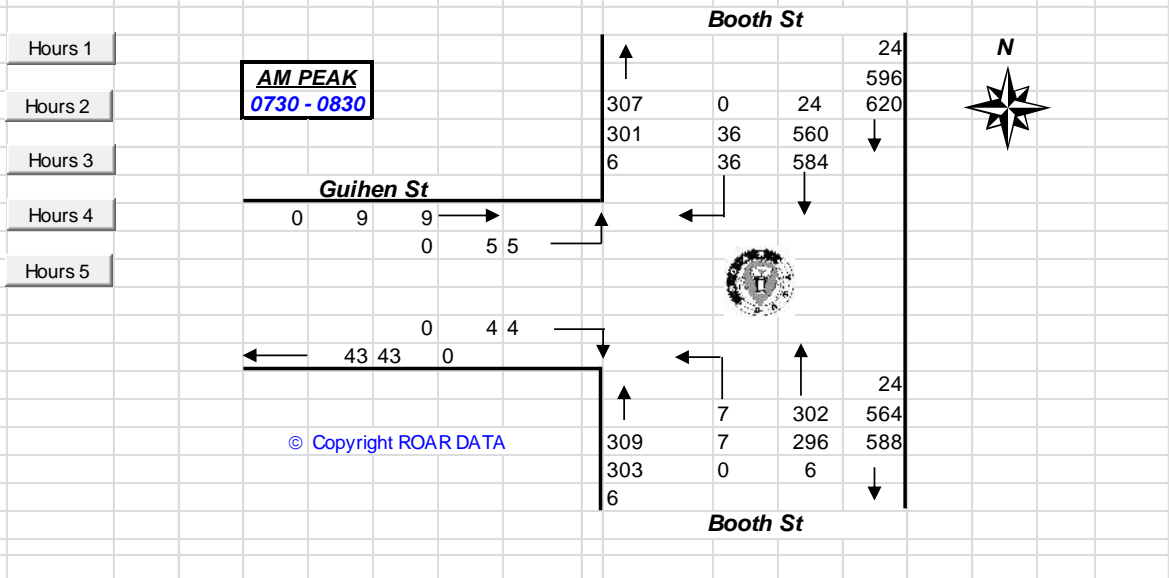 Booth St
Hours 1 24 N
AM PEAK 596
Hours 2 0730 - 0830 307 0 24 620
301 36 560
Hours 3 6 36 584
Guihen St
Hours 4 0 9 9
0 5 5
Hours 5
0 4 4
43 43 0
24
7 302 564
© Copyright ROAR DATA 309 7 296 588
303 0 6
6
Booth St